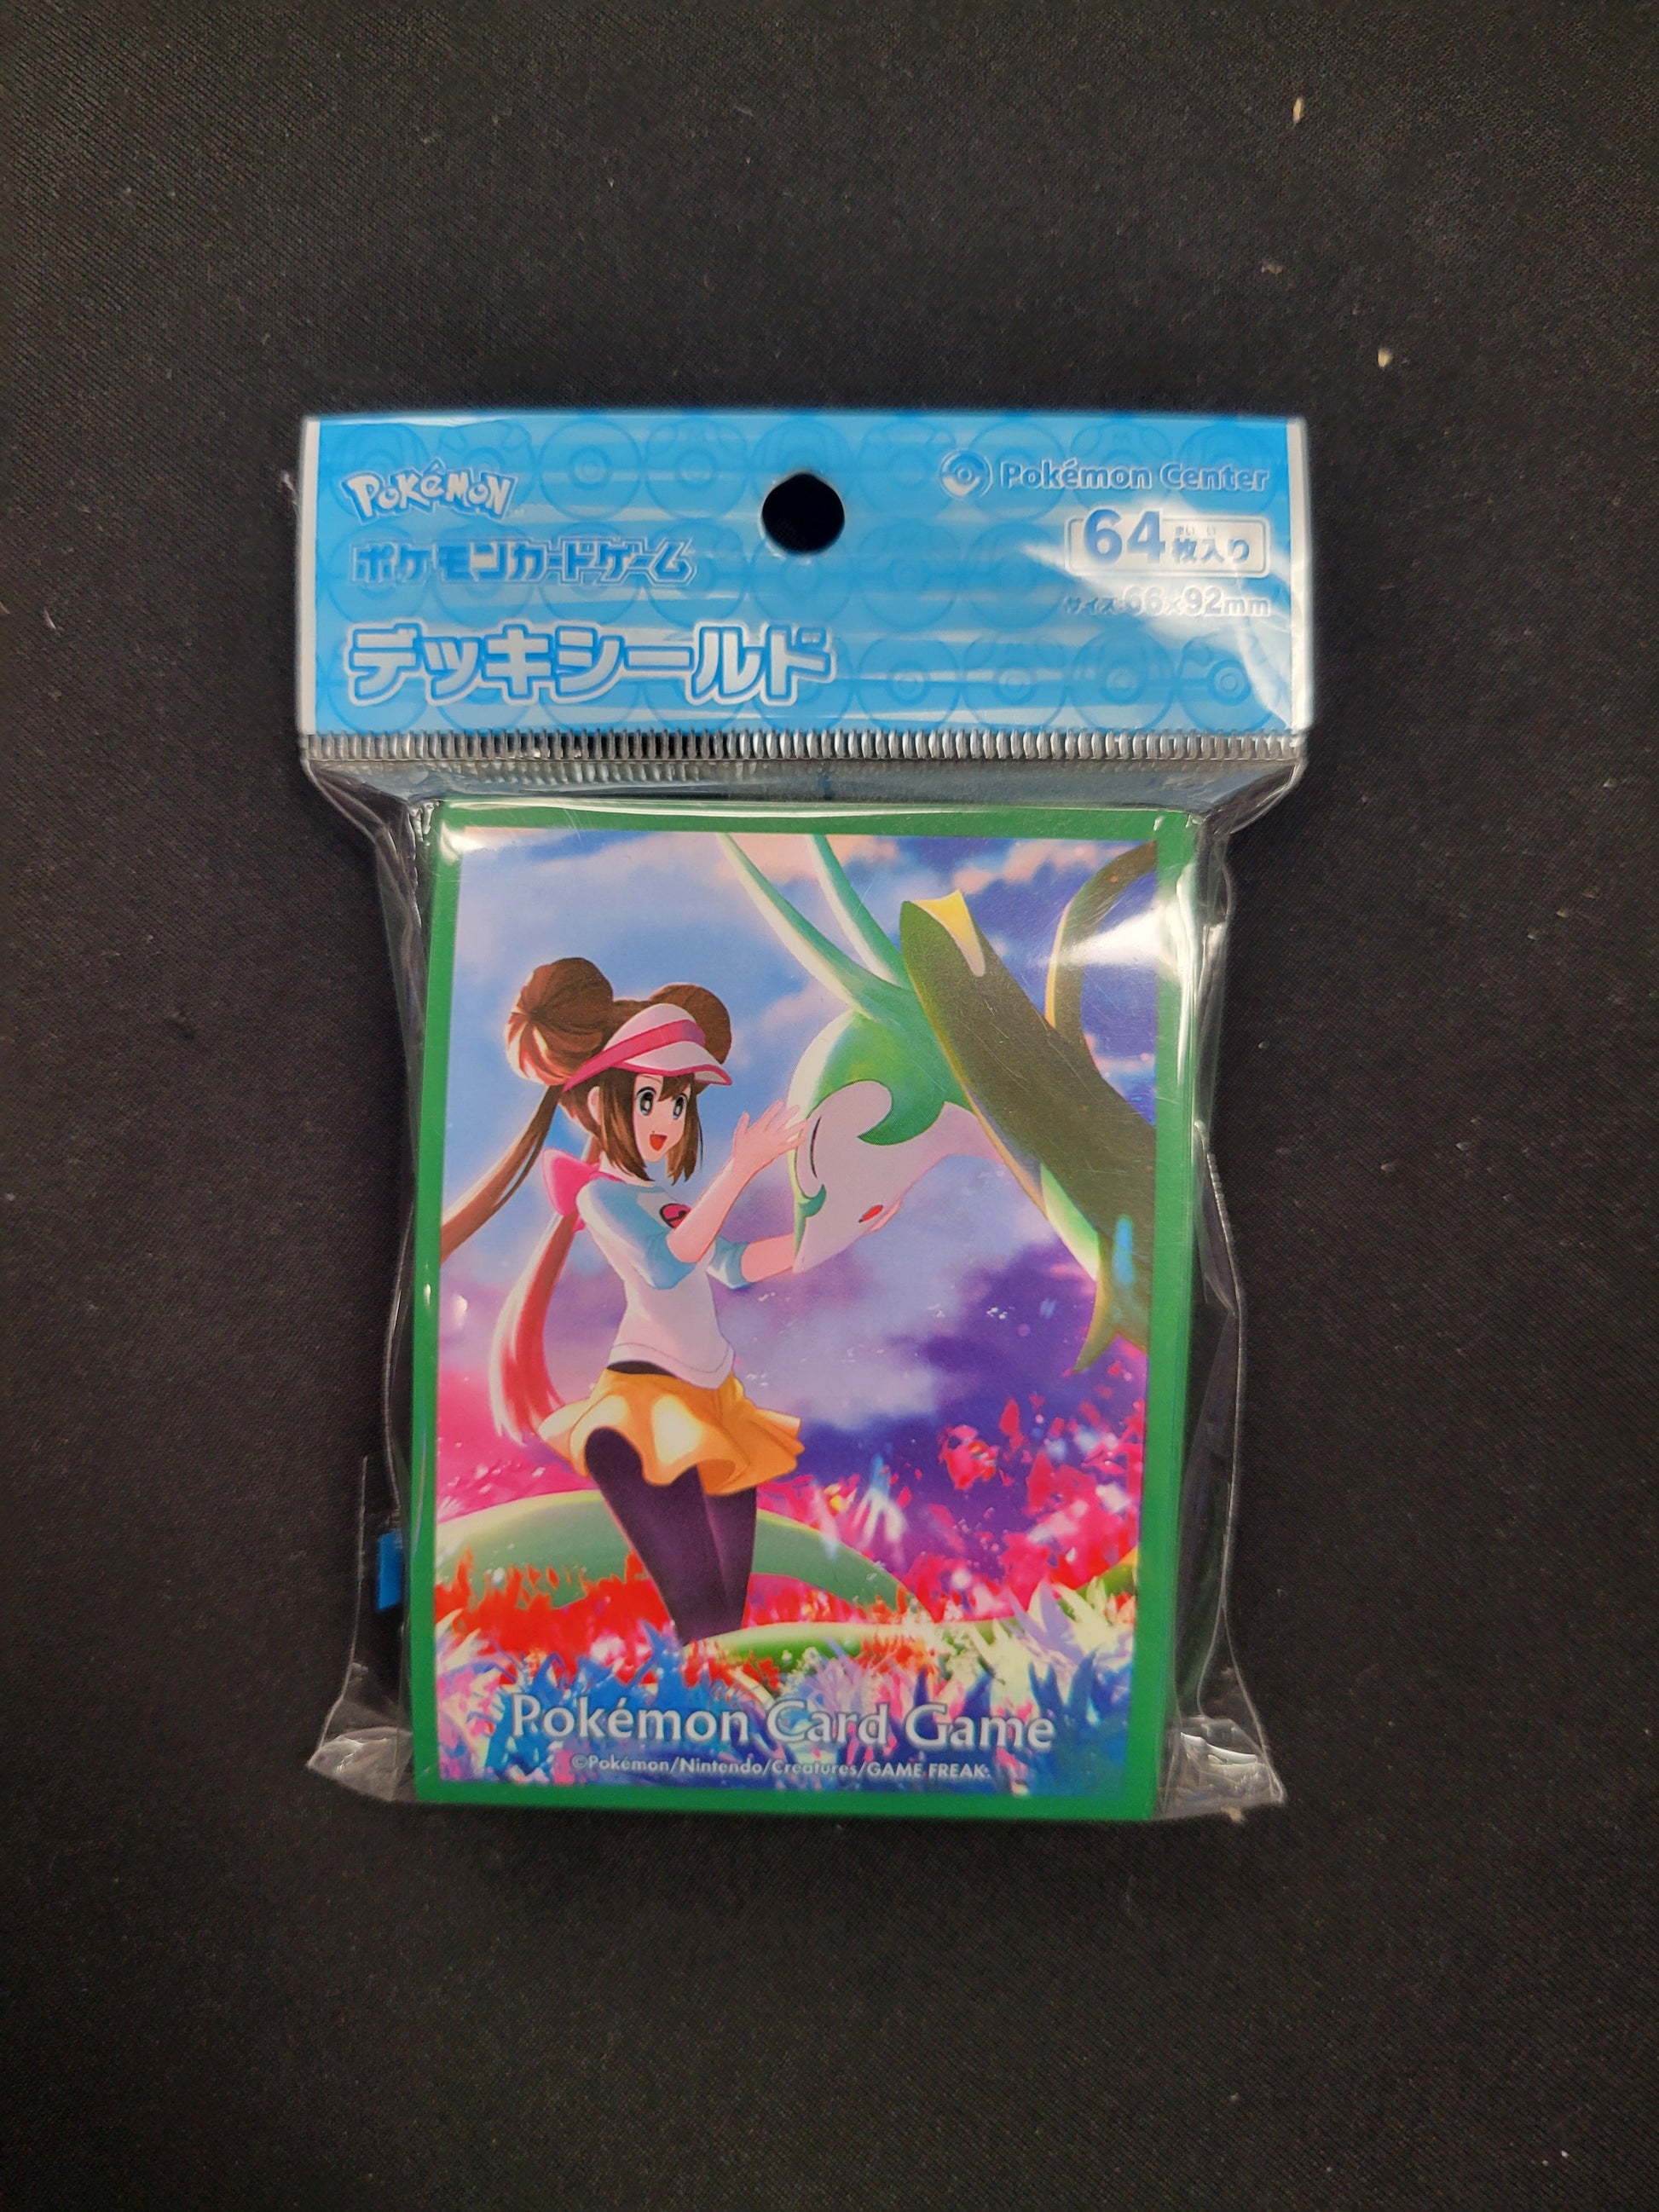 POKÉMON
Pokémon Center
ポケモンカードゲーム
64枚入り
サイズ:66×92mm
デッキシールド
Pokémon Card Game
©Pokémon/Nintendo/Creatures/GAME FREAK.